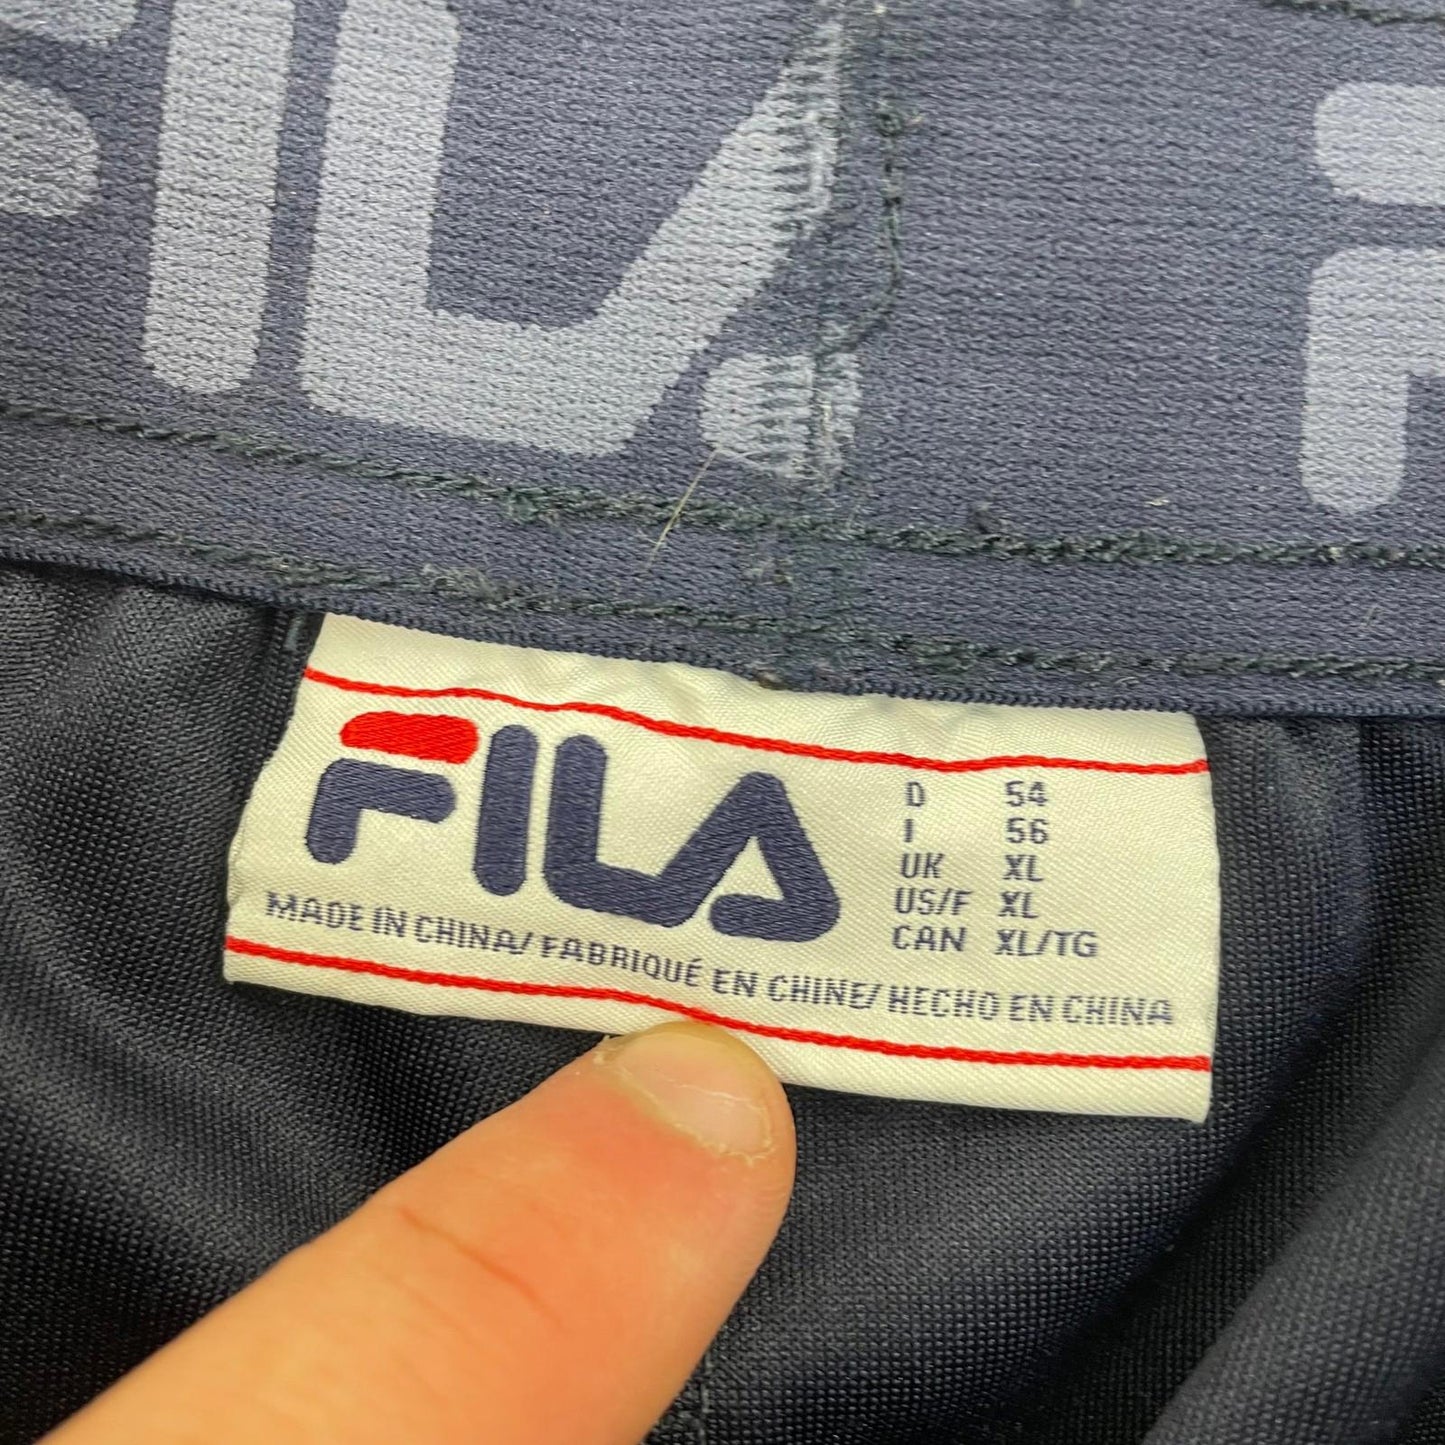 FILA
F
FILA
D 54
I 56
UK XL
US/F XL
CAN XL/TG
MADE IN CHINA/ FABRIQUÉ EN CHINE/ HECHO EN CHINA